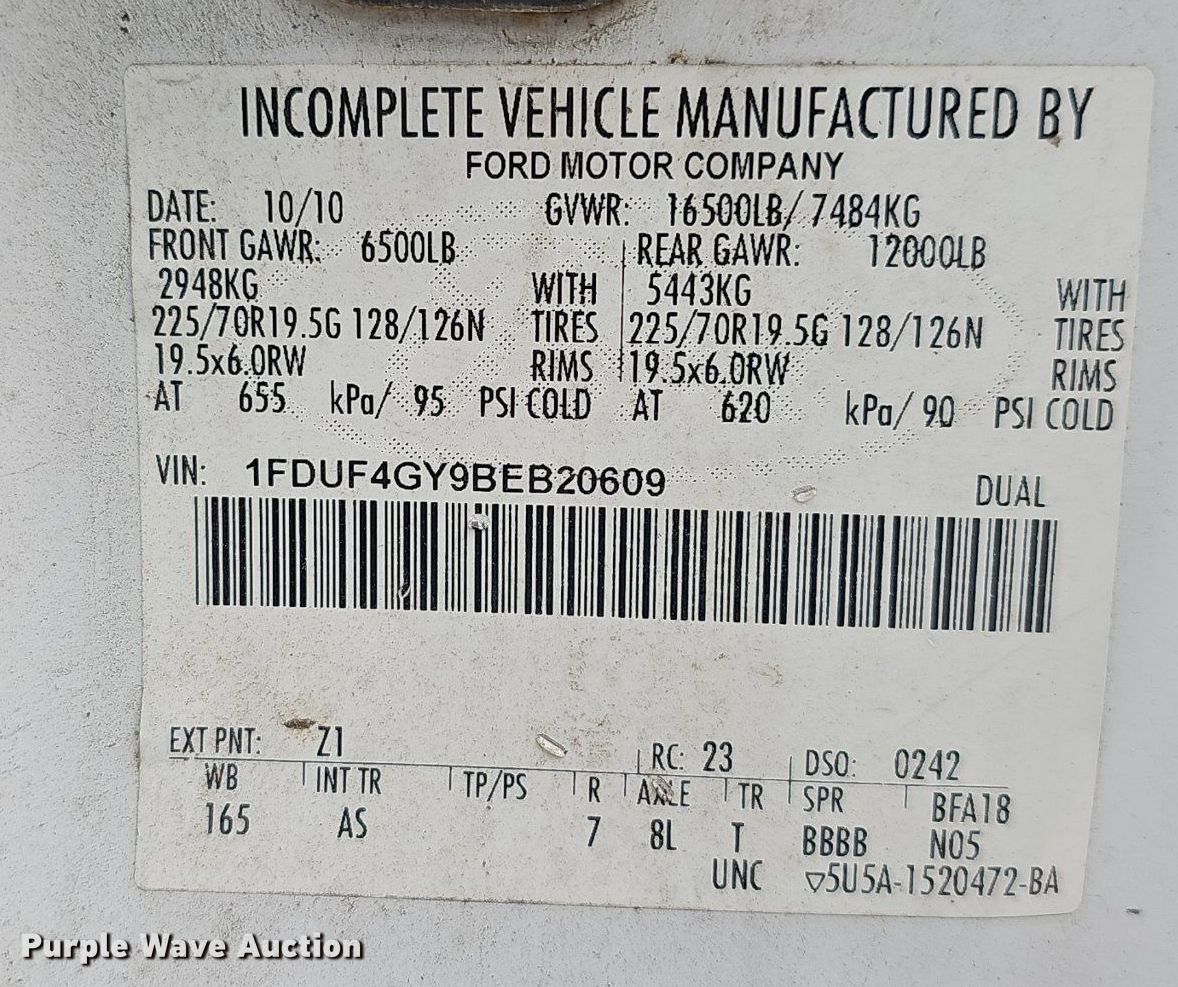 INCOMPLETE VEHICLE MANUFACTURED BY
FORD MOTOR COMPANY
DATE: 10/10 GVWR: 16500LB/ 7484KG
FRONT GAWR: 6500LB REAR GAWR: 12000LB
2948KG WITH 5443KG WITH
225/70R19.5G 128/126N TIRES 225/70R19.5G 128/126N TIRES
19.5x6.0RW RIMS 19.5x6.0RW RIMS
AT 655 kPa/ 95 PSI COLD AT 620 kPa/ 90 PSI COLD
VIN: 1FDUF4GY9BEB20609 DUAL
EXT PNT: Z1 RC: 23 DSO: 0242
WB INT TR TP/PS R AXLE TR SPR BFA18
165 AS 7 8L T BBBB N05
UNC ▽5U5A-1520472-BA
Purple Wave Auction